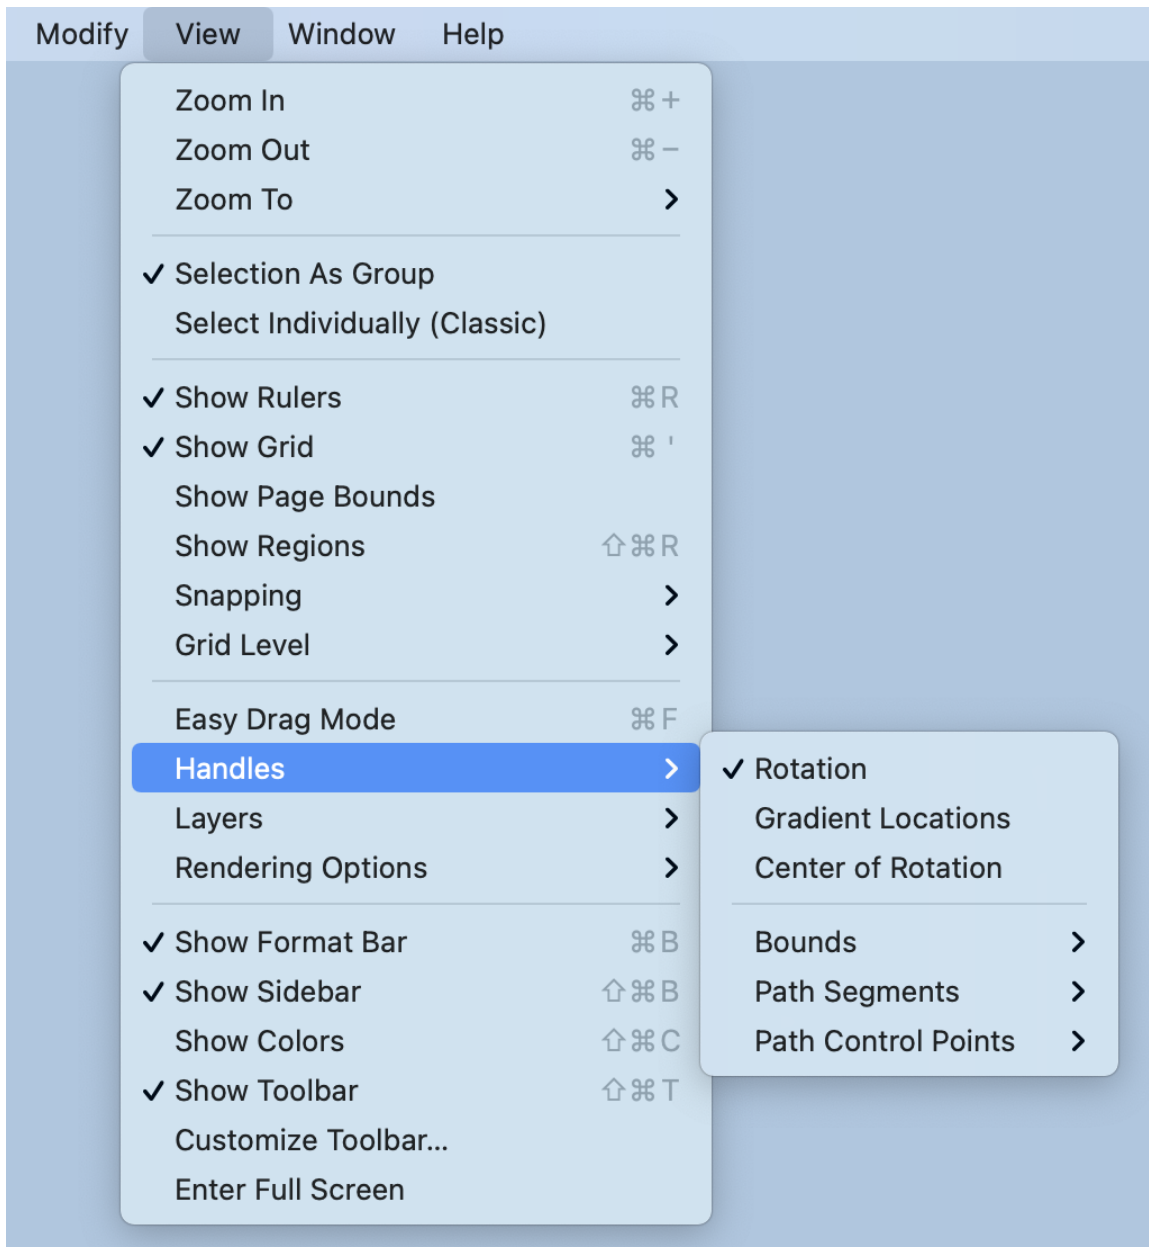 Modify View Window Help
Zoom In ⌘ +
Zoom Out ⌘ −
Zoom To
✓ Selection As Group
Select Individually (Classic)
✓ Show Rulers ⌘ R
✓ Show Grid ⌘ '
Show Page Bounds
Show Regions ⇧ ⌘ R
Snapping
Grid Level
Easy Drag Mode ⌘ F
Handles
Layers
Rendering Options
✓ Show Format Bar ⌘ B
✓ Show Sidebar ⇧ ⌘ B
Show Colors ⇧ ⌘ C
✓ Show Toolbar ⇧ ⌘ T
Customize Toolbar...
Enter Full Screen
✓ Rotation
Gradient Locations
Center of Rotation
Bounds
Path Segments
Path Control Points